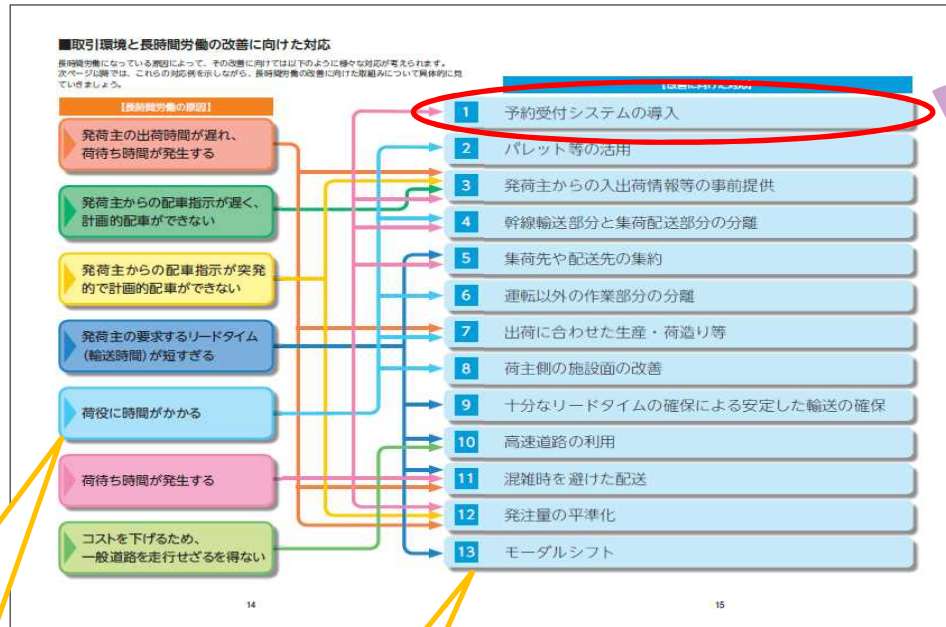 ■取引環境と長時間労働の改善に向けた対応
長時間労働になっている原因によって、その改善に向けては以下のように様々な対応が考えられます。
次ページ以降では、これらの対応例を示しながら、長時間労働の改善に向けた取組みについて具体的に見
ていきましょう。
【長時間労働の原因】
発荷主の出荷時間が遅れ、
荷待ち時間が発生する
発荷主からの配車指示が遅く、
計画的配車ができない
発荷主からの配車指示が突発
的で計画的配車ができない
発荷主の要求するリードタイム
(輸送時間)が短すぎる
荷役に時間がかかる
荷待ち時間が発生する
コストを下げるため、
一般道路を走行せざるを得ない
14
【改善に向けた対応】
1 予約受付システムの導入
2 パレット等の活用
3 発荷主からの入出荷情報等の事前提供
4 幹線輸送部分と集荷配送部分の分離
5 集荷先や配送先の集約
6 運転以外の作業部分の分離
7 出荷に合わせた生産・荷造り等
8 荷主側の施設面の改善
9 十分なリードタイムの確保による安定した輸送の確保
10 高速道路の利用
11 混雑時を避けた配送
12 発注量の平準化
13 モーダルシフト
15